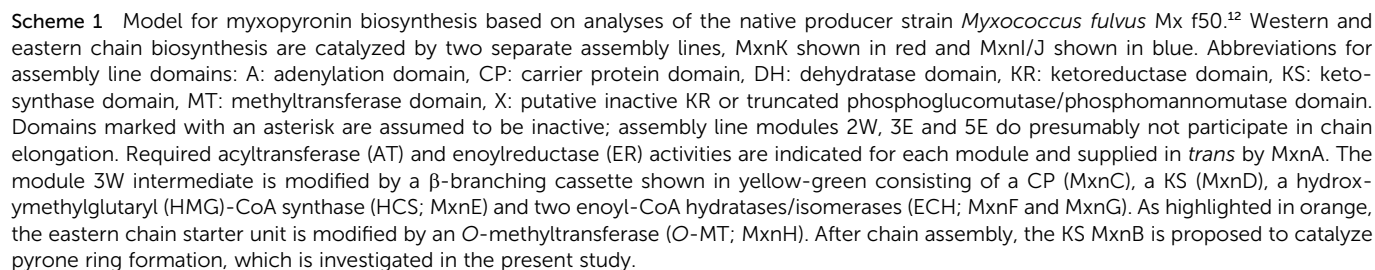 Scheme 1 Model for myxopyronin biosynthesis based on analyses of the native producer strain Myxococcus fulvus Mx f50.¹² Western and
eastern chain biosynthesis are catalyzed by two separate assembly lines, MxnK shown in red and MxnI/J shown in blue. Abbreviations for
assembly line domains: A: adenylation domain, CP: carrier protein domain, DH: dehydratase domain, KR: ketoreductase domain, KS: keto-
synthase domain, MT: methyltransferase domain, X: putative inactive KR or truncated phosphoglucomutase/phosphomannomutase domain.
Domains marked with an asterisk are assumed to be inactive; assembly line modules 2W, 3E and 5E do presumably not participate in chain
elongation. Required acyltransferase (AT) and enoylreductase (ER) activities are indicated for each module and supplied in trans by MxnA. The
module 3W intermediate is modified by a β-branching cassette shown in yellow-green consisting of a CP (MxnC), a KS (MxnD), a hydrox-
ymethylglutaryl (HMG)-CoA synthase (HCS; MxnE) and two enoyl-CoA hydratases/isomerases (ECH; MxnF and MxnG). As highlighted in orange,
the eastern chain starter unit is modified by an O-methyltransferase (O-MT; MxnH). After chain assembly, the KS MxnB is proposed to catalyze
pyrone ring formation, which is investigated in the present study.